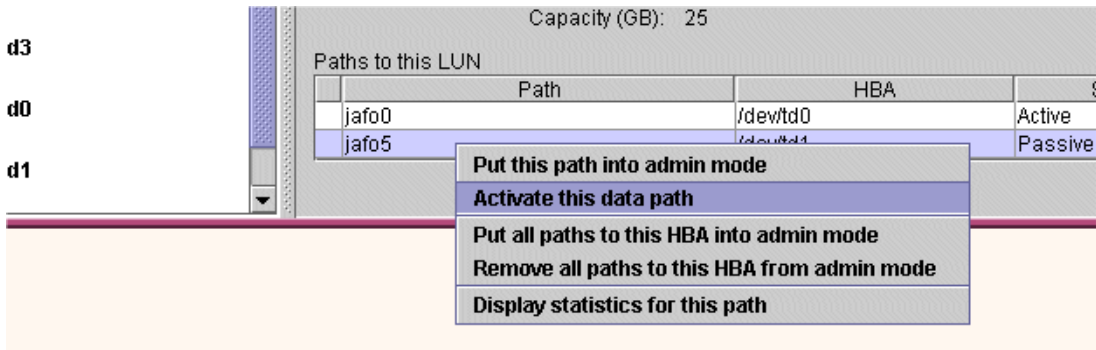 Capacity (GB): 25
d3
Paths to this LUN
Path HBA
d0
jafo0 /dev/td0 Active
jafo5 /dev/td1 Passive
Put this path into admin mode
d1
Activate this data path
Put all paths to this HBA into admin mode
Remove all paths to this HBA from admin mode
Display statistics for this path